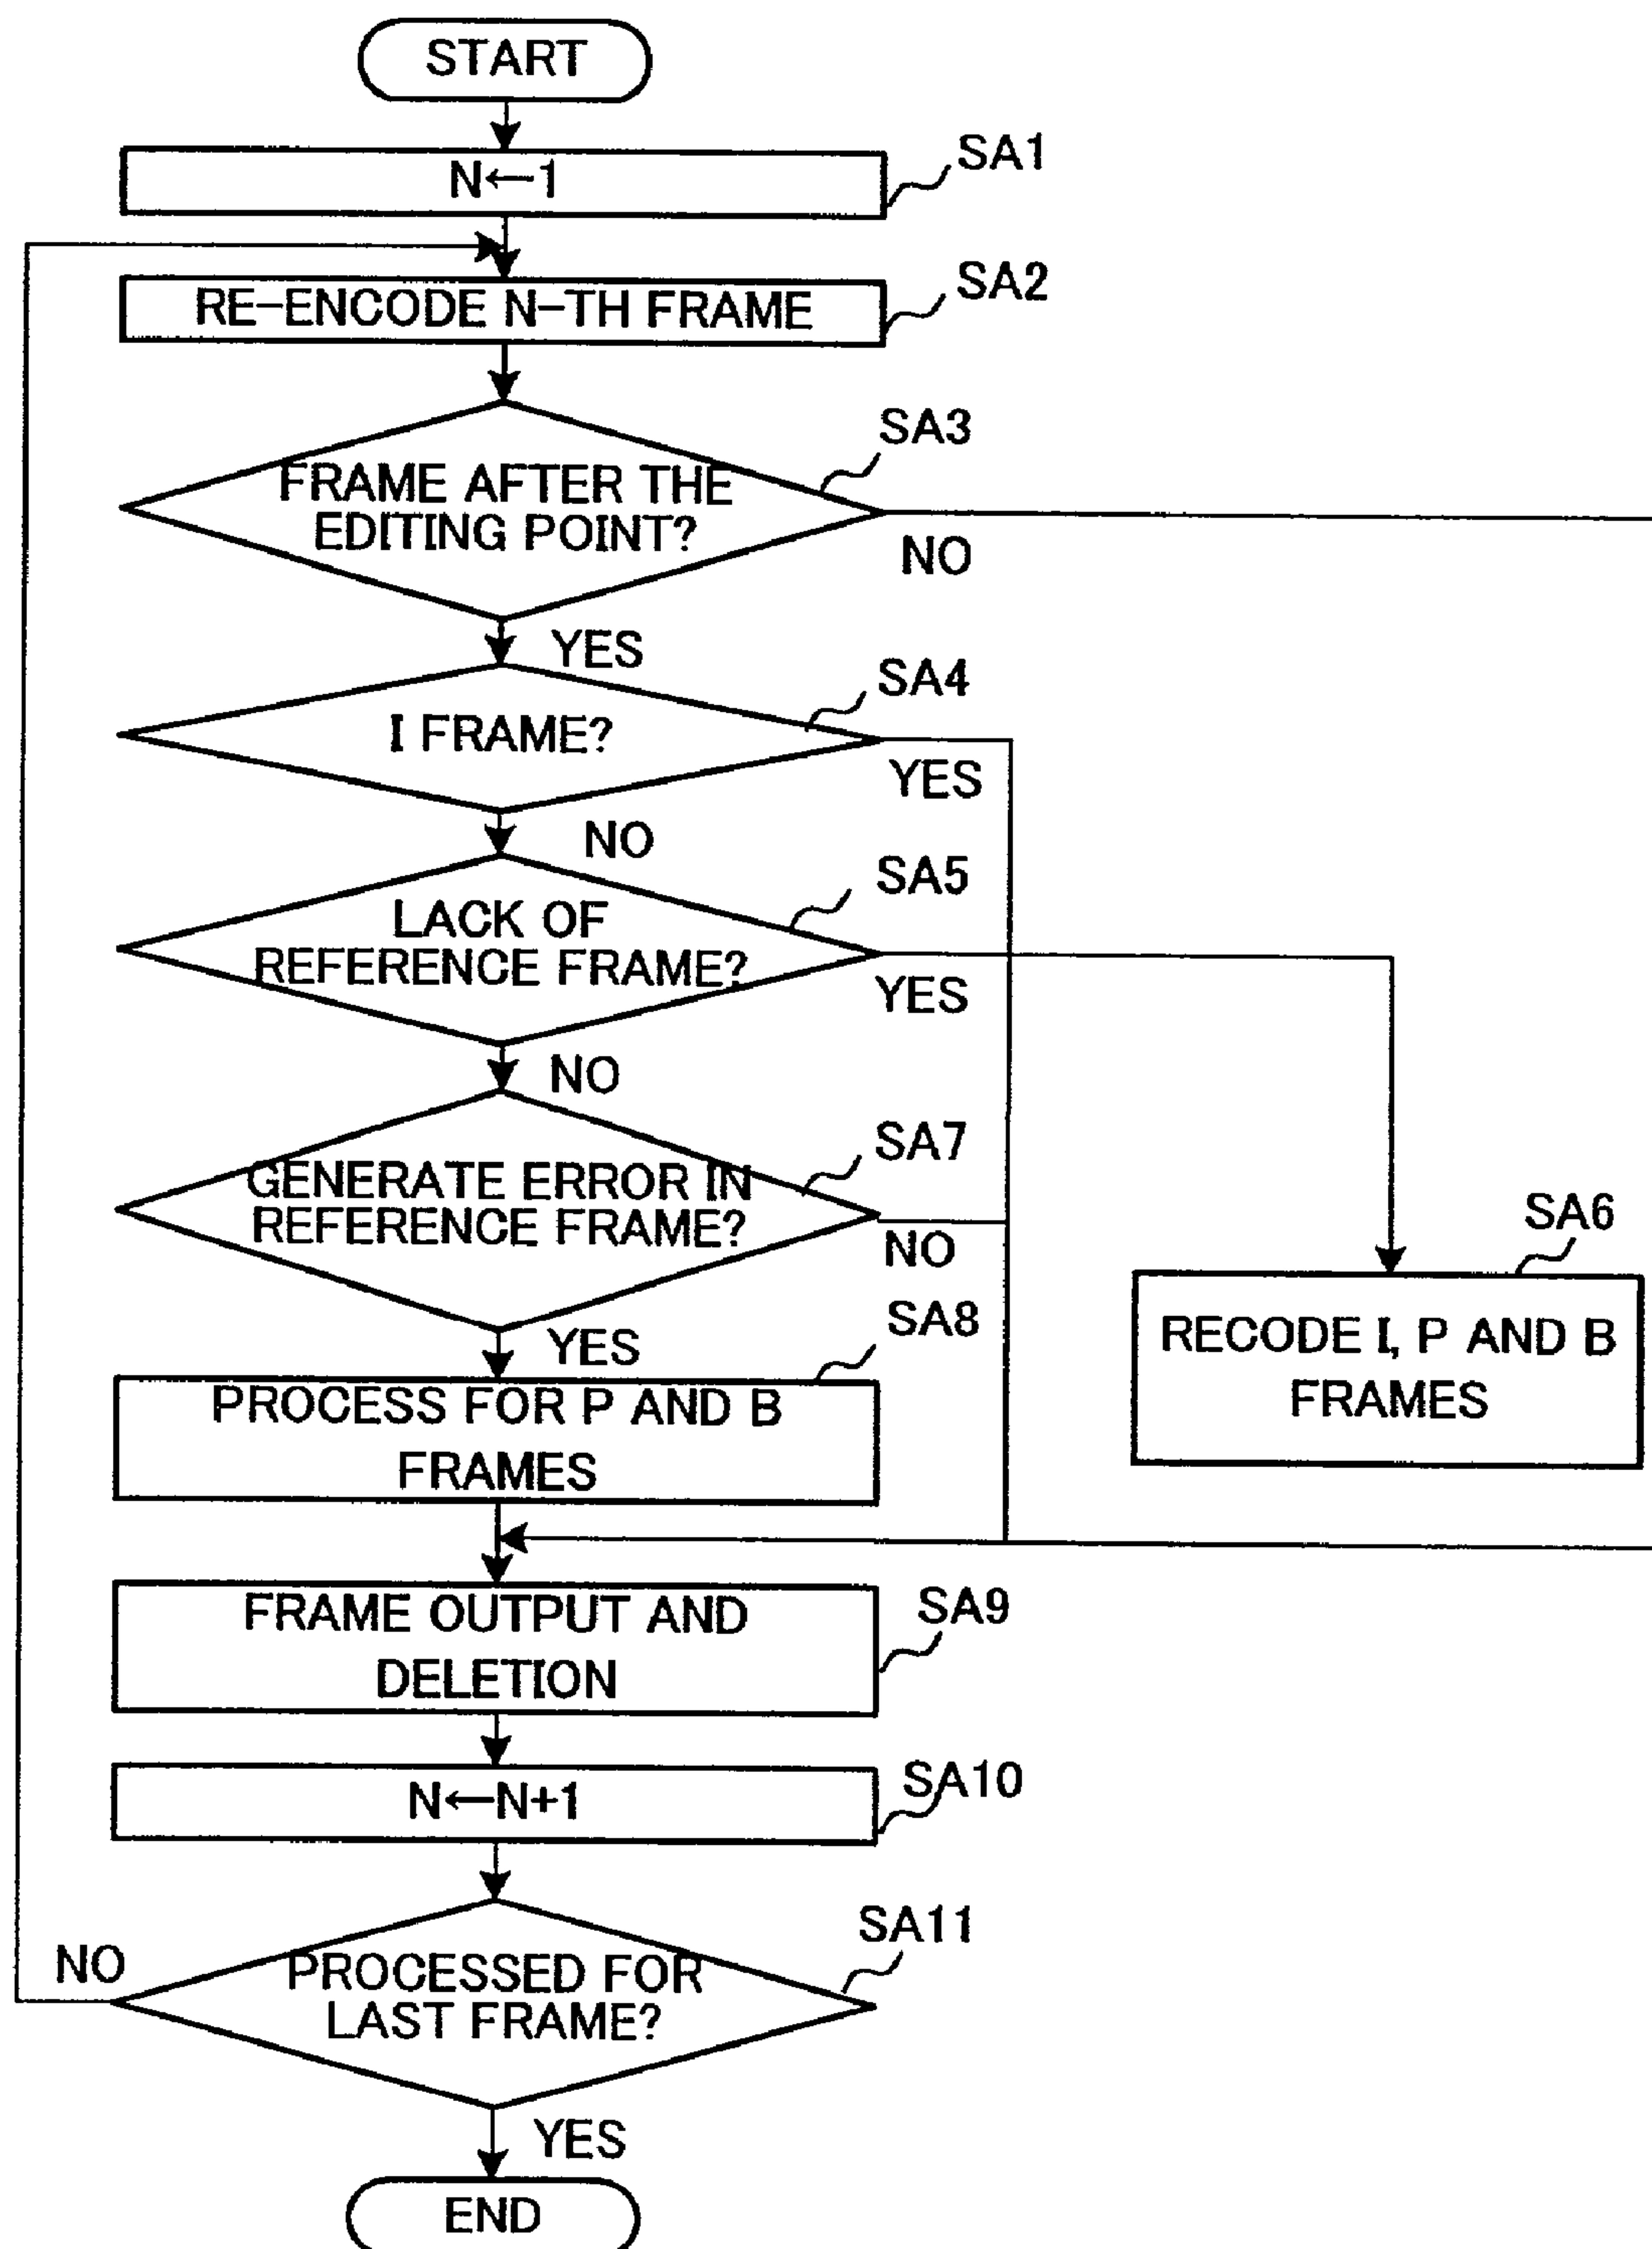 START
N←1
SA1
RE-ENCODE N-TH FRAME
SA2
FRAME AFTER THE
EDITING POINT?
SA3
NO
YES
I FRAME?
SA4
YES
NO
LACK OF
REFERENCE FRAME?
SA5
YES
NO
GENERATE ERROR IN
REFERENCE FRAME?
SA7
NO
YES
SA6
RECODE I, P AND B
FRAMES
SA8
PROCESS FOR P AND B
FRAMES
FRAME OUTPUT AND
DELETION
SA9
N←N+1
SA10
PROCESSED FOR
LAST FRAME?
SA11
NO
YES
END